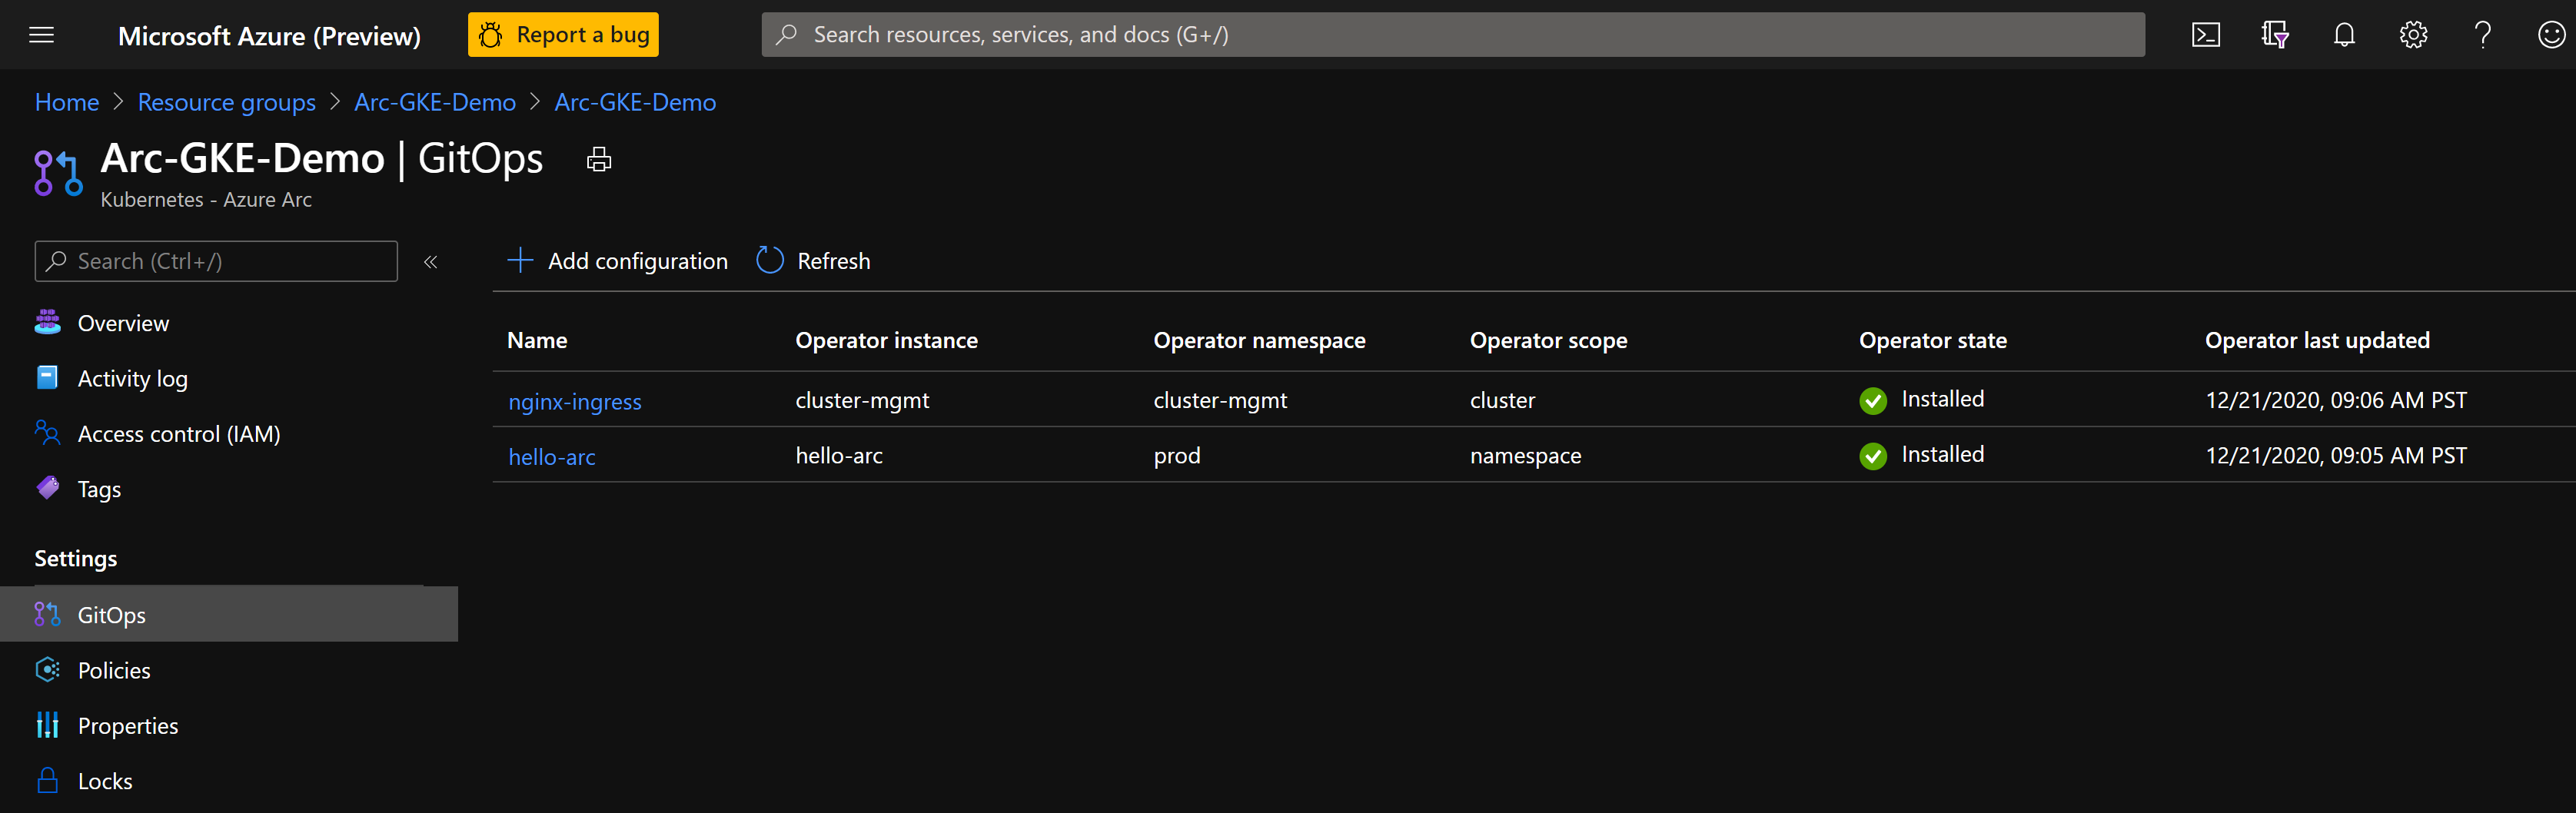 Microsoft Azure (Preview) Report a bug Search resources, services, and docs (G+/)
Home > Resource groups > Arc-GKE-Demo > Arc-GKE-Demo
Arc-GKE-Demo | GitOps
Kubernetes - Azure Arc
Search (Ctrl+/) « + Add configuration Refresh
Overview
Activity log
Access control (IAM)
Tags
Settings
GitOps
Policies
Properties
Locks
Name Operator instance Operator namespace Operator scope Operator state Operator last updated
nginx-ingress cluster-mgmt cluster-mgmt cluster Installed 12/21/2020, 09:06 AM PST
hello-arc hello-arc prod namespace Installed 12/21/2020, 09:05 AM PST